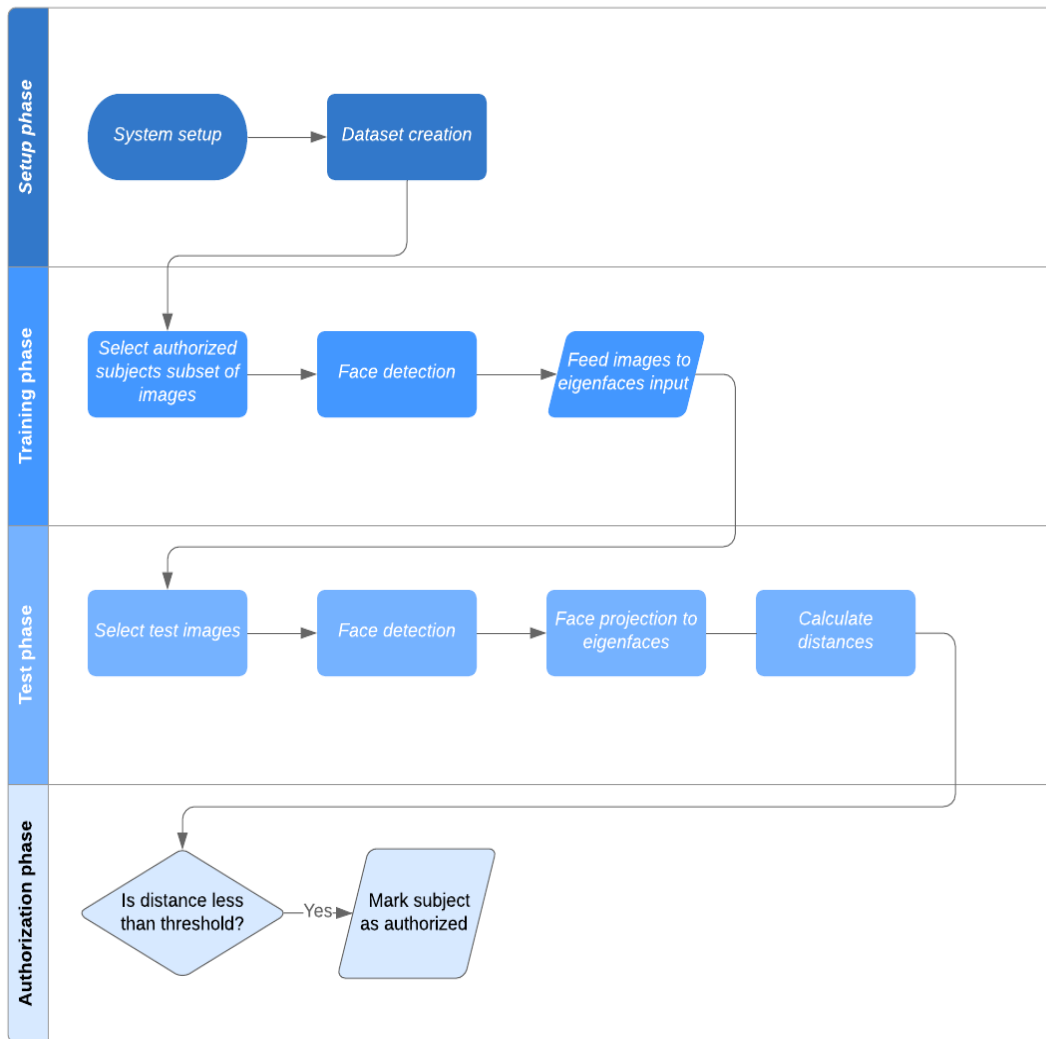 Setup phase
System setup
Dataset creation
Training phase
Select authorized
subjects subset of
images
Face detection
Feed images to
eigenfaces input
Test phase
Select test images
Face detection
Face projection to
eigenfaces
Calculate
distances
Authorization phase
Is distance less
than threshold?
Yes
Mark subject
as authorized